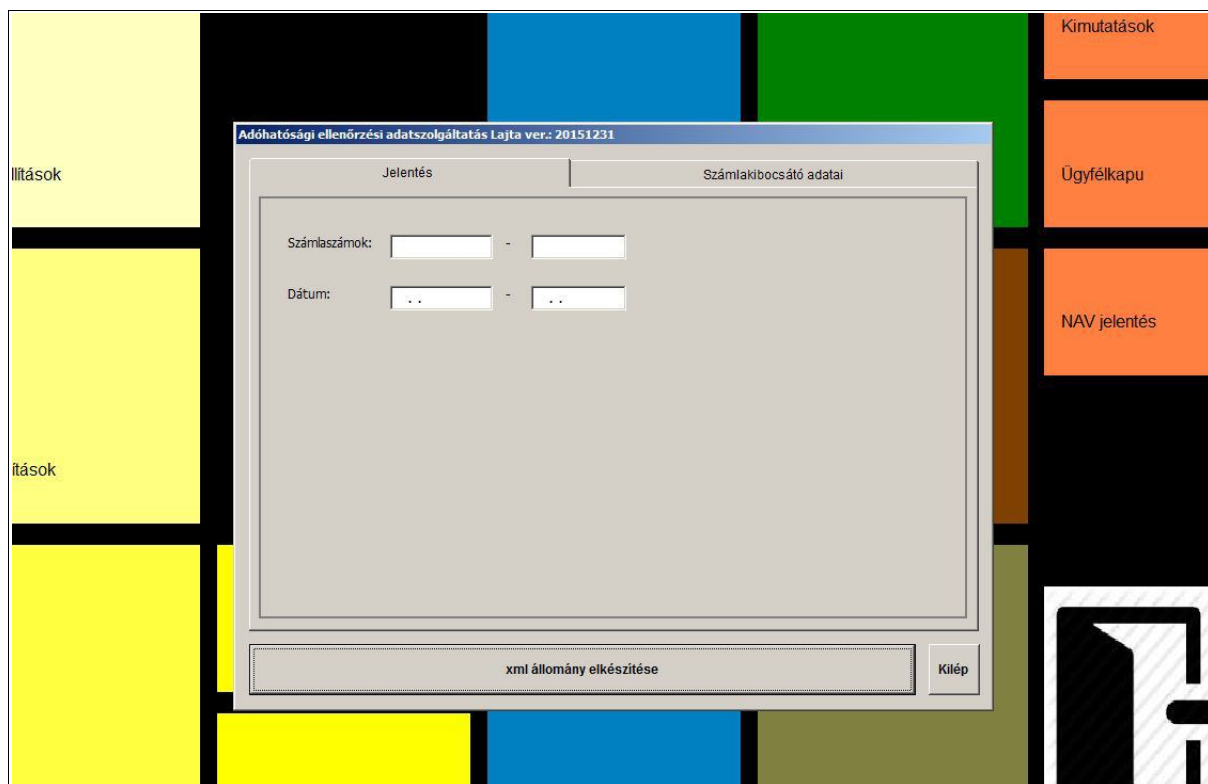 Kimutatások
Adóhatósági ellenőrzési adatszolgáltatás Lajta ver.: 20151231
Jelentés
Számlakibocsátó adatai
llítások
Ügyfélkapu
Számlaszámok: -
Dátum: . . - . .
NAV jelentés
ítások
xml állomány elkészítése
Kilép